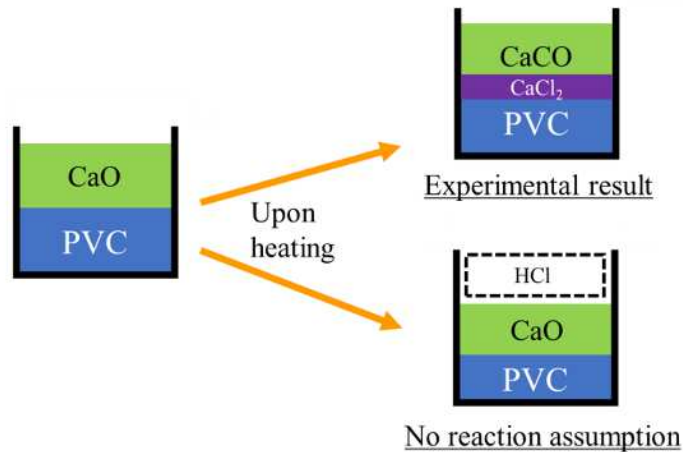 CaO
PVC
Upon
heating
CaCO
CaCl₂
PVC
Experimental result
HCl
CaO
PVC
No reaction assumption